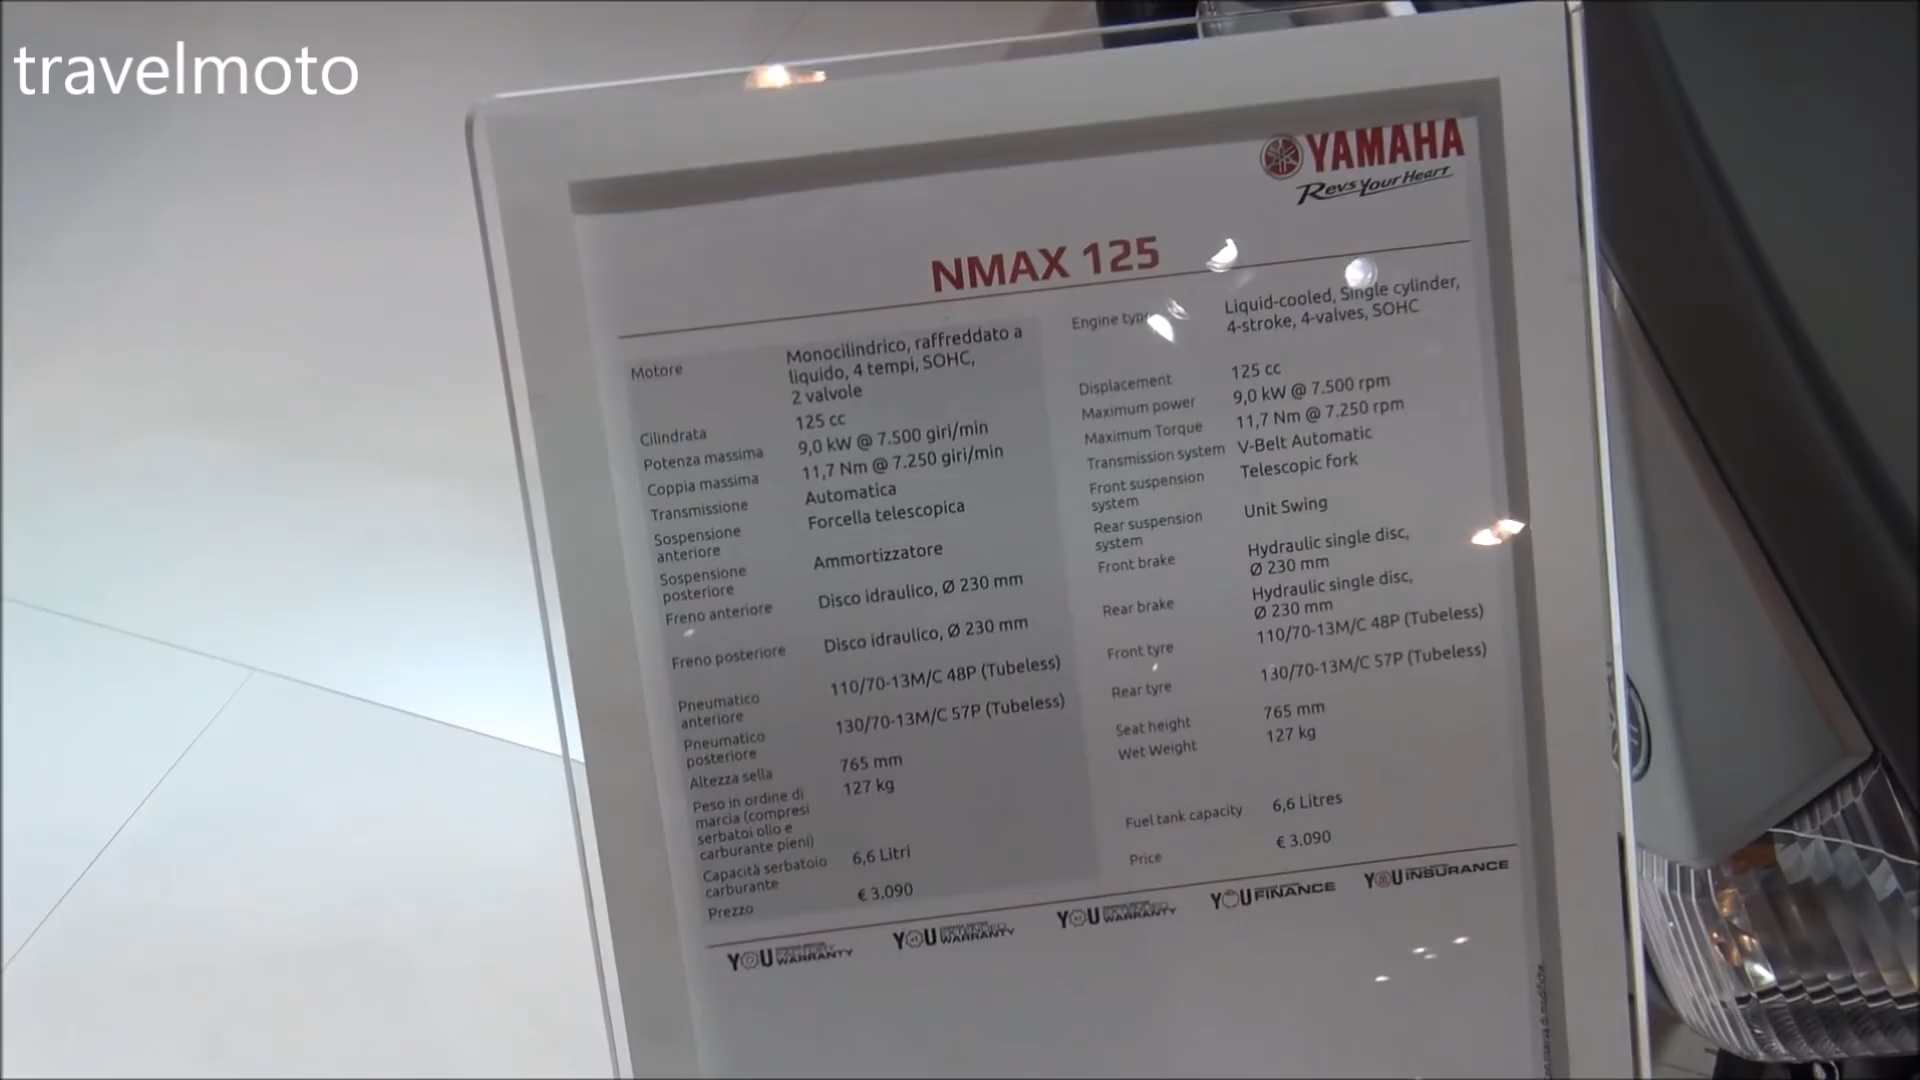 travelmoto
YAMAHA
Revs Your Heart
NMAX 125
Motore
Monocilindrico, raffreddato a
liquido, 4 tempi, SOHC,
2 valvole
Cilindrata
125 cc
Potenza massima
9,0 kW @ 7.500 giri/min
Coppia massima
11,7 Nm @ 7.250 giri/min
Transmissione
Automatica
Sospensione
anteriore
Forcella telescopica
Sospensione
posteriore
Ammortizzatore
Freno anteriore
Disco idraulico, Ø 230 mm
Freno posteriore
Disco idraulico, Ø 230 mm
Pneumatico
anteriore
110/70-13M/C 48P (Tubeless)
Pneumatico
posteriore
130/70-13M/C 57P (Tubeless)
Altezza sella
765 mm
Peso in ordine di
marcia (compresi
serbatoi olio e
carburante pieni)
127 kg
Capacità serbatoio
carburante
6,6 Litri
Prezzo
€ 3.090
Engine type
Liquid-cooled, Single cylinder,
4-stroke, 4-valves, SOHC
Displacement
125 cc
Maximum power
9,0 kW @ 7.500 rpm
Maximum Torque
11,7 Nm @ 7.250 rpm
Transmission system
V-Belt Automatic
Front suspension
system
Telescopic fork
Rear suspension
system
Unit Swing
Front brake
Hydraulic single disc,
Ø 230 mm
Rear brake
Hydraulic single disc,
Ø 230 mm
Front tyre
110/70-13M/C 48P (Tubeless)
Rear tyre
130/70-13M/C 57P (Tubeless)
Seat height
765 mm
Wet Weight
127 kg
Fuel tank capacity
6,6 Litres
Price
€ 3.090
YOU WARRANTY
YOU WARRANTY
YOU WARRANTY
YOU FINANCE
YOU INSURANCE